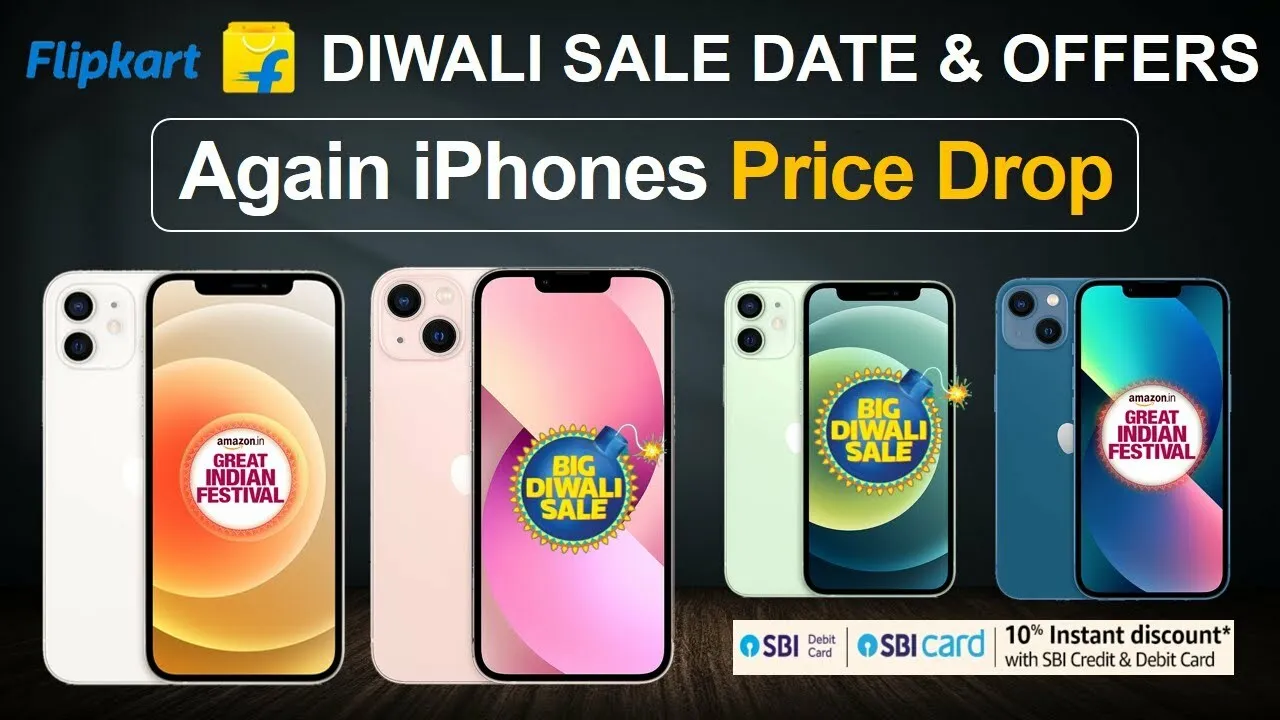 Flipkart DIWALI SALE DATE & OFFERS
Again iPhones Price Drop
amazon.in
GREAT
INDIAN
FESTIVAL
BIG
DIWALI
SALE
BIG
DIWALI
SALE
amazon.in
GREAT
INDIAN
FESTIVAL
SBI Debit
Card
SBI card
10% Instant discount*
with SBI Credit & Debit Card